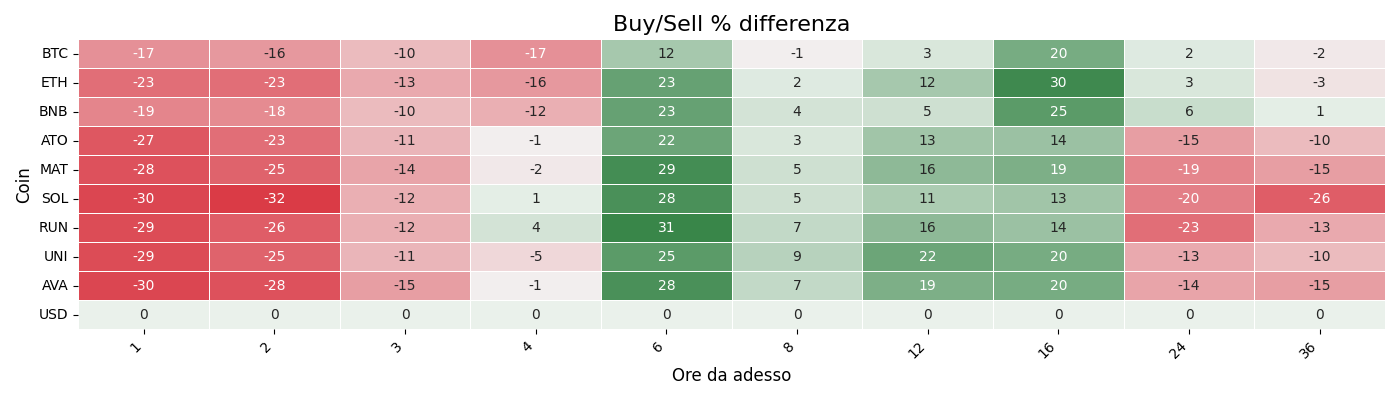 Buy/Sell % differenza
Coin
BTC -17 -16 -10 -17 12 -1 3 20 2 -2
ETH -23 -23 -13 -16 23 2 12 30 3 -3
BNB -19 -18 -10 -12 23 4 5 25 6 1
ATO -27 -23 -11 -1 22 3 13 14 -15 -10
MAT -28 -25 -14 -2 29 5 16 19 -19 -15
SOL -30 -32 -12 1 28 5 11 13 -20 -26
RUN -29 -26 -12 4 31 7 16 14 -23 -13
UNI -29 -25 -11 -5 25 9 22 20 -13 -10
AVA -30 -28 -15 -1 28 7 19 20 -14 -15
USD 0 0 0 0 0 0 0 0 0 0
1 2 3 4 6 8 12 16 24 36
Ore da adesso